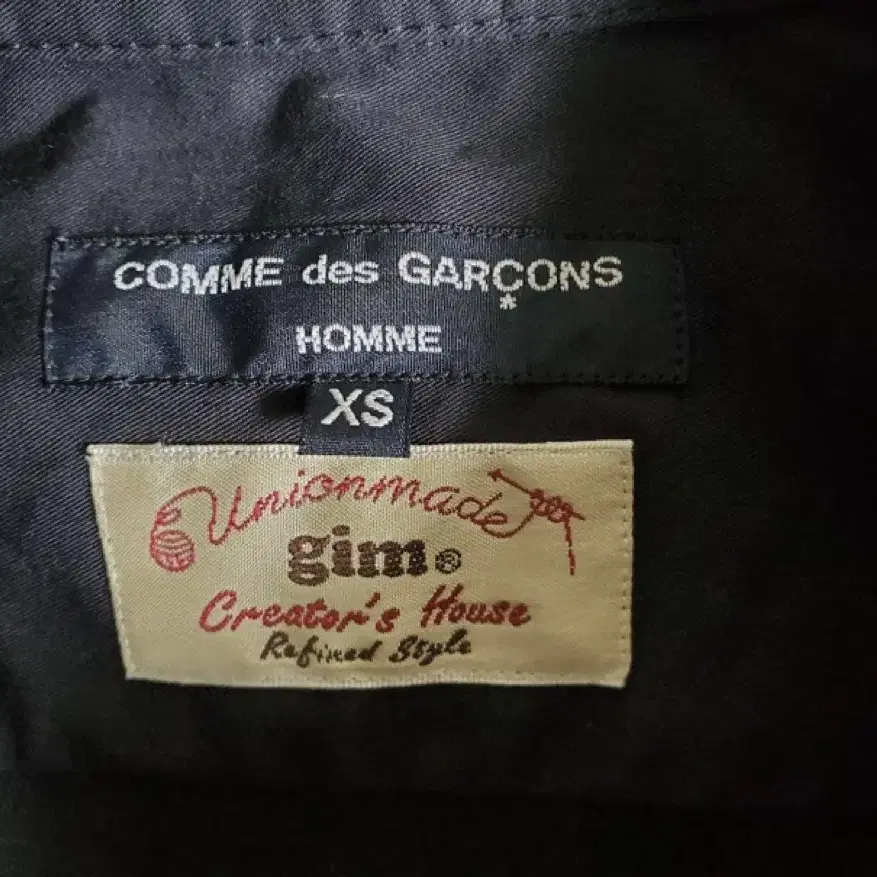 COMME des GARÇONS
HOMME
XS
Unionmade
gim®
Creator's House
Refined Style